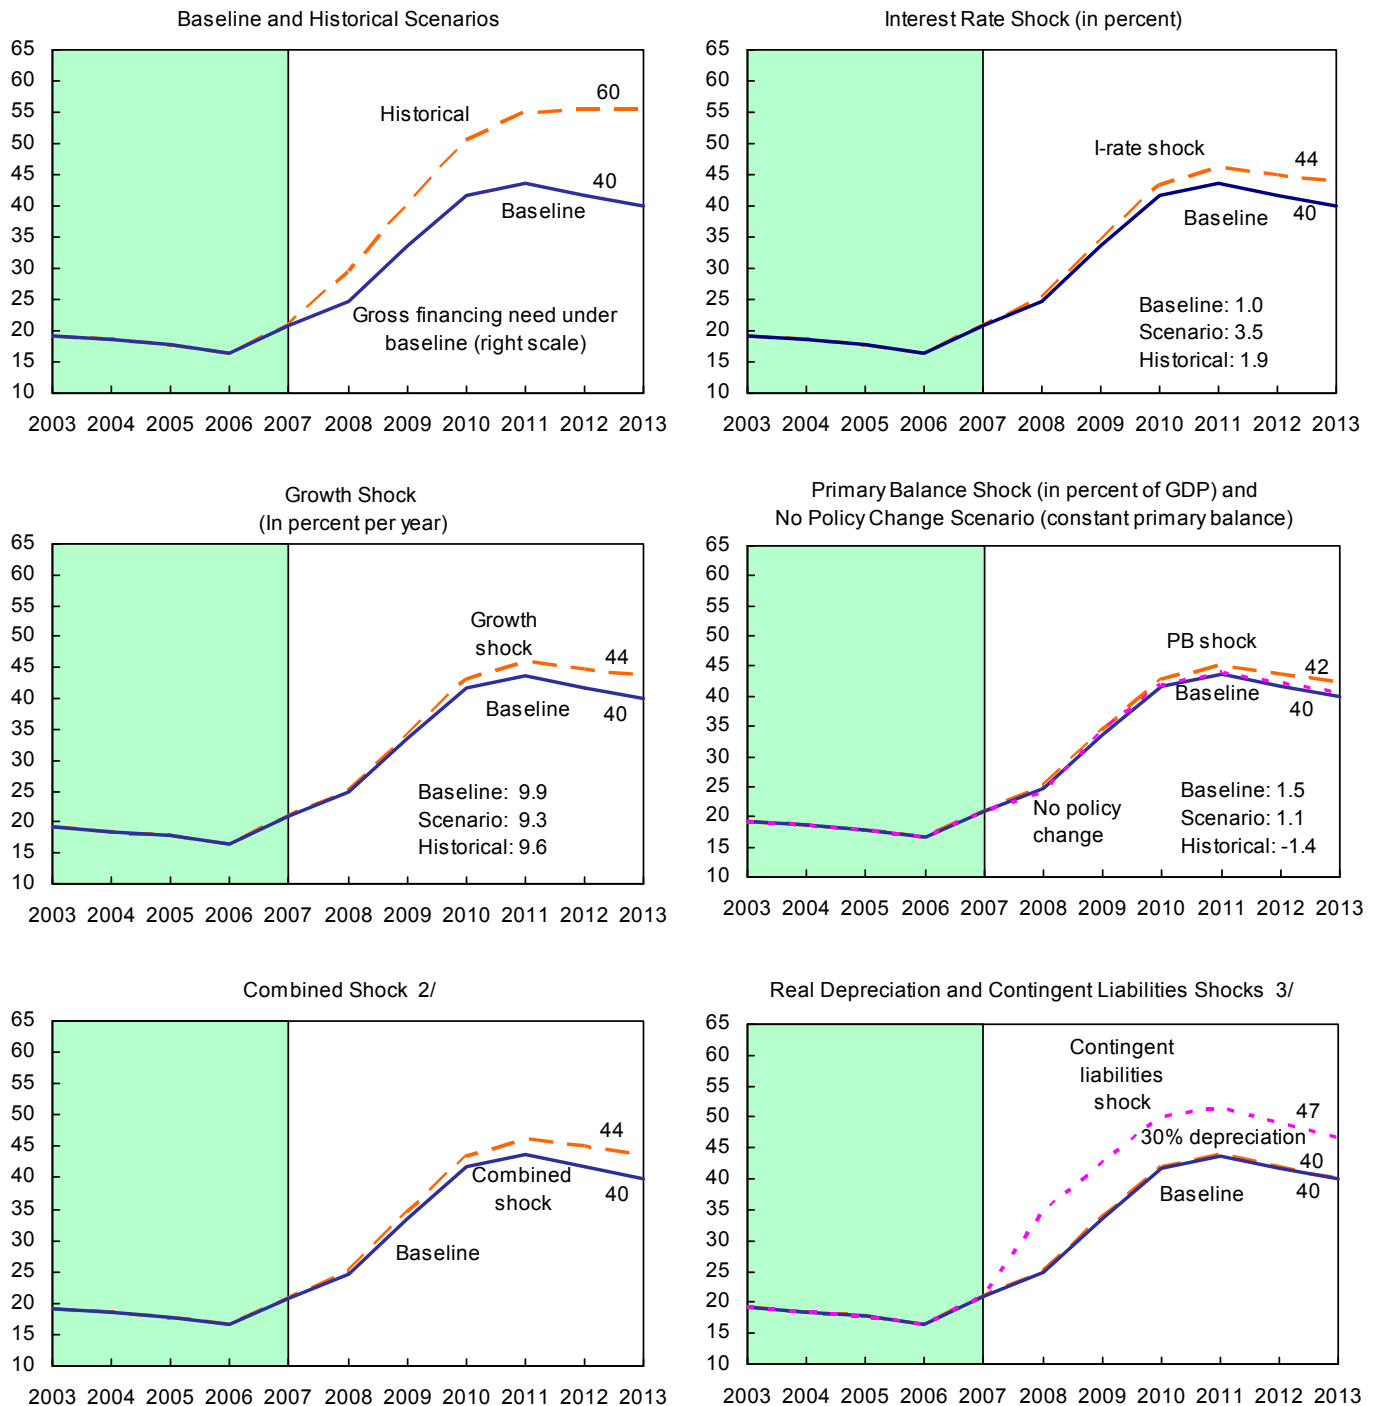 Baseline and Historical Scenarios
65
60
55
50
45
40
35
30
25
20
15
10
Historical
60
40
Baseline
Gross financing need under
baseline (right scale)
2003 2004 2005 2006 2007 2008 2009 2010 2011 2012 2013
Interest Rate Shock (in percent)
65
60
55
50
45
40
35
30
25
20
15
10
I-rate shock
44
Baseline
40
Baseline: 1.0
Scenario: 3.5
Historical: 1.9
2003 2004 2005 2006 2007 2008 2009 2010 2011 2012 2013
Growth Shock
(In percent per year)
65
60
55
50
45
40
35
30
25
20
15
10
Growth
shock
44
Baseline
40
Baseline: 9.9
Scenario: 9.3
Historical: 9.6
2003 2004 2005 2006 2007 2008 2009 2010 2011 2012 2013
Primary Balance Shock (in percent of GDP) and
No Policy Change Scenario (constant primary balance)
65
60
55
50
45
40
35
30
25
20
15
10
PB shock
42
Baseline
40
No policy
change
Baseline: 1.5
Scenario: 1.1
Historical: -1.4
2003 2004 2005 2006 2007 2008 2009 2010 2011 2012 2013
Combined Shock 2/
65
60
55
50
45
40
35
30
25
20
15
10
44
Combined
shock
40
Baseline
2003 2004 2005 2006 2007 2008 2009 2010 2011 2012 2013
Real Depreciation and Contingent Liabilities Shocks 3/
65
60
55
50
45
40
35
30
25
20
15
10
Contingent
liabilities
shock
47
30% depreciation
40
Baseline
40
2003 2004 2005 2006 2007 2008 2009 2010 2011 2012 2013